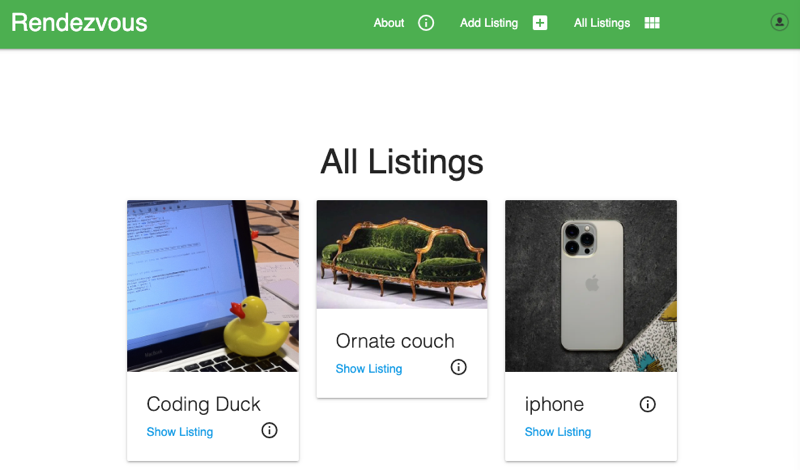 Rendezvous
About
Add Listing
All Listings
All Listings
Coding Duck
Show Listing
Ornate couch
Show Listing
iphone
Show Listing